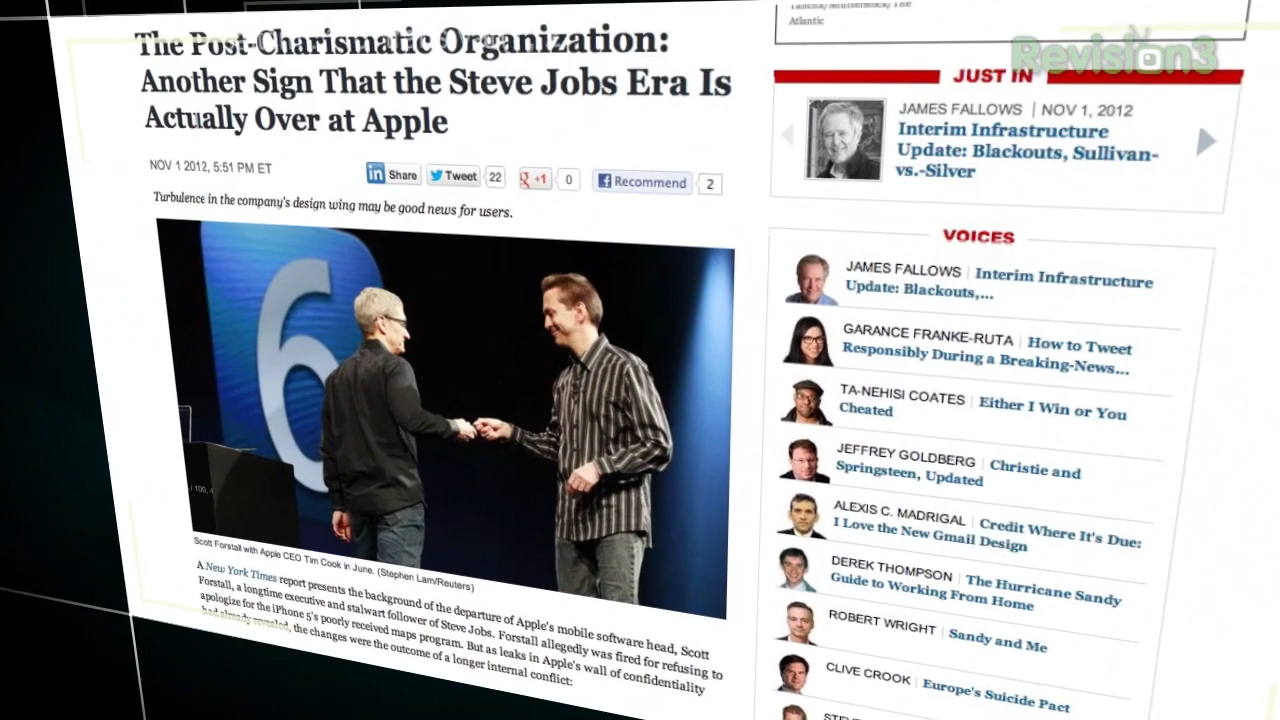 The Post-Charismatic Organization:
Another Sign That the Steve Jobs Era Is
Actually Over at Apple
NOV 1 2012, 5:51 PM ET
Share
Tweet
22
+1
0
Recommend
2
Turbulence in the company's design wing may be good news for users.
6
/ 100, 4
Scott Forstall with Apple CEO Tim Cook in June. (Stephen Lam/Reuters)
A New York Times report presents the background of the departure of Apple's mobile software head, Scott
Forstall, a longtime executive and stalwart follower of Steve Jobs. Forstall allegedly was fired for refusing to
apologize for the iPhone 5's poorly received maps program. But as leaks in Apple's wall of confidentiality
had already revealed, the changes were the outcome of a longer internal conflict:
The
Atlantic
Revision3
JUST IN
JAMES FALLOWS | NOV 1, 2012
Interim Infrastructure
Update: Blackouts, Sullivan-
vs.-Silver
VOICES
JAMES FALLOWS | Interim Infrastructure
Update: Blackouts,...
GARANCE FRANKE-RUTA | How to Tweet
Responsibly During a Breaking-News...
TA-NEHISI COATES | Either I Win or You
Cheated
JEFFREY GOLDBERG | Christie and
Springsteen, Updated
ALEXIS C. MADRIGAL | Credit Where It's Due:
I Love the New Gmail Design
DEREK THOMPSON | The Hurricane Sandy
Guide to Working From Home
ROBERT WRIGHT | Sandy and Me
CLIVE CROOK | Europe's Suicide Pact